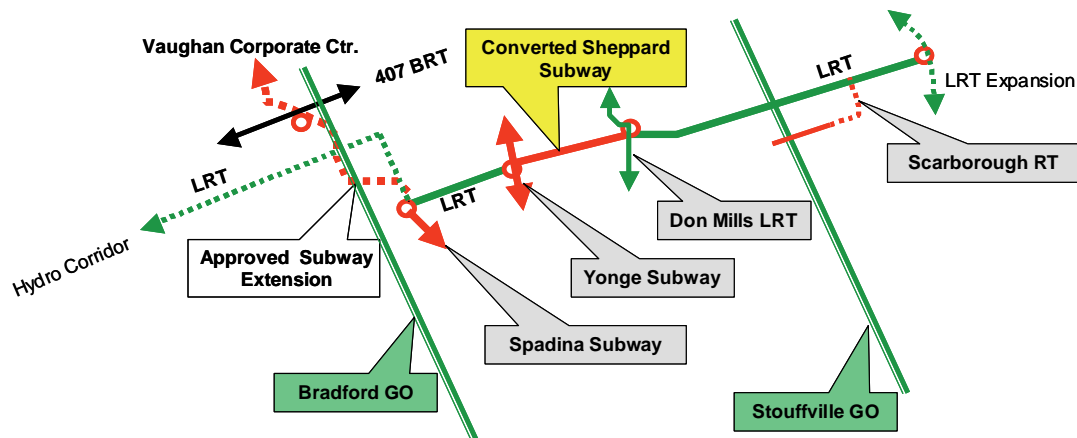 Vaughan Corporate Ctr.
407 BRT
Converted Sheppard
Subway
LRT
LRT Expansion
Scarborough RT
LRT
LRT
Don Mills LRT
Hydro Corridor
Approved Subway
Extension
Yonge Subway
Spadina Subway
Bradford GO
Stouffville GO